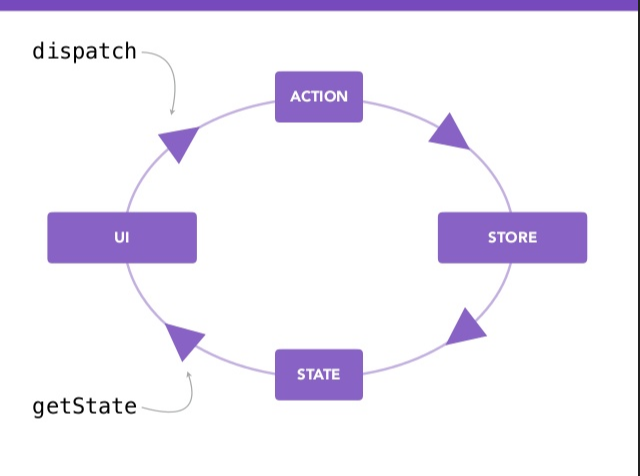 dispatch
ACTION
UI
STORE
STATE
getState